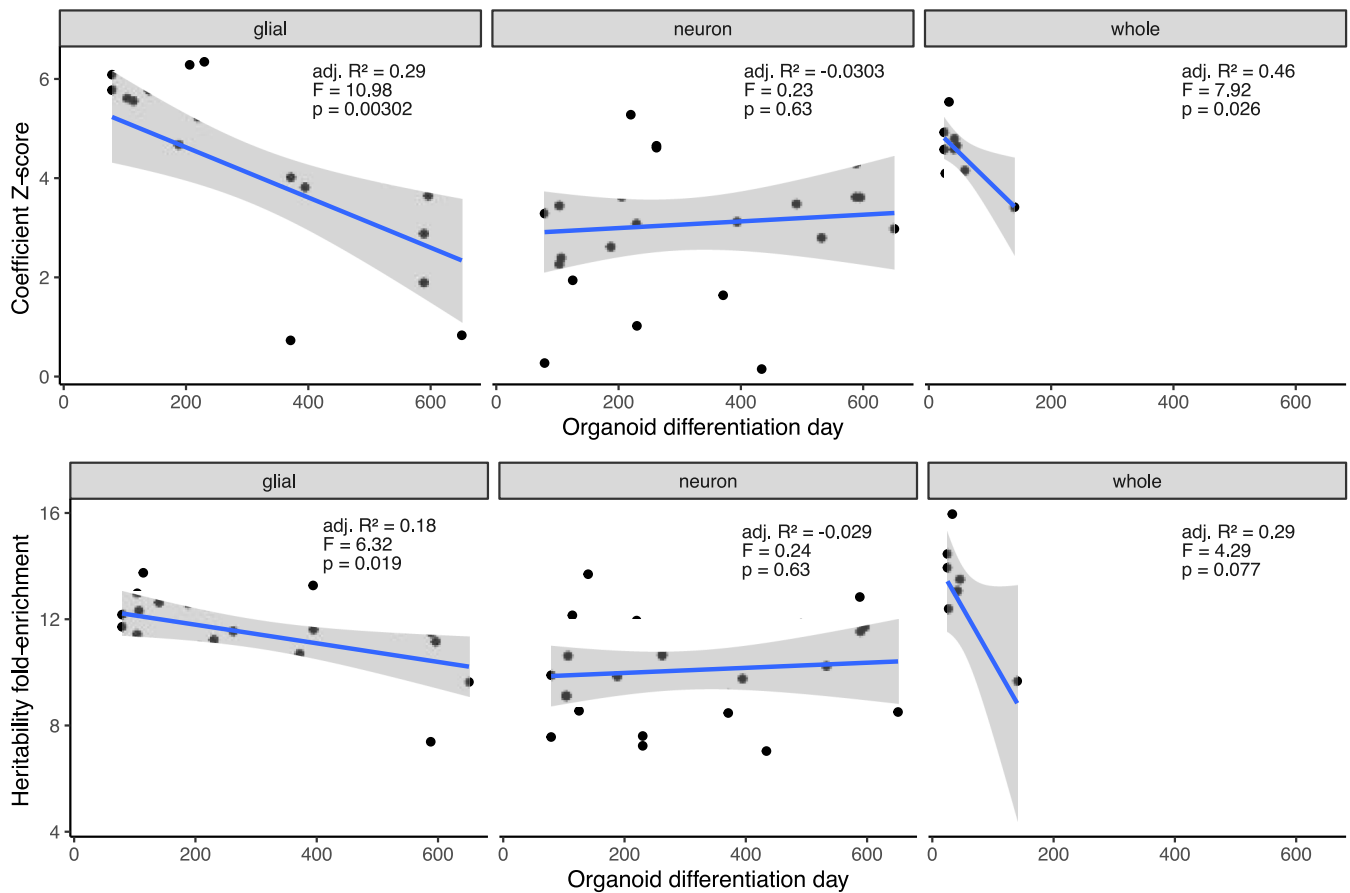 glial
neuron
whole
adj. R² = 0.29
F = 10.98
p = 0.00302
adj. R² = -0.0303
F = 0.23
p = 0.63
adj. R² = 0.46
F = 7.92
p = 0.026
Coefficient Z-score
6
4
2
0
0 200 400 600
0 200 400 600
0 200 400 600
Organoid differentiation day
glial
neuron
whole
adj. R² = 0.18
F = 6.32
p = 0.019
adj. R² = -0.029
F = 0.24
p = 0.63
adj. R² = 0.29
F = 4.29
p = 0.077
Heritability fold-enrichment
16
12
8
4
0 200 400 600
0 200 400 600
0 200 400 600
Organoid differentiation day